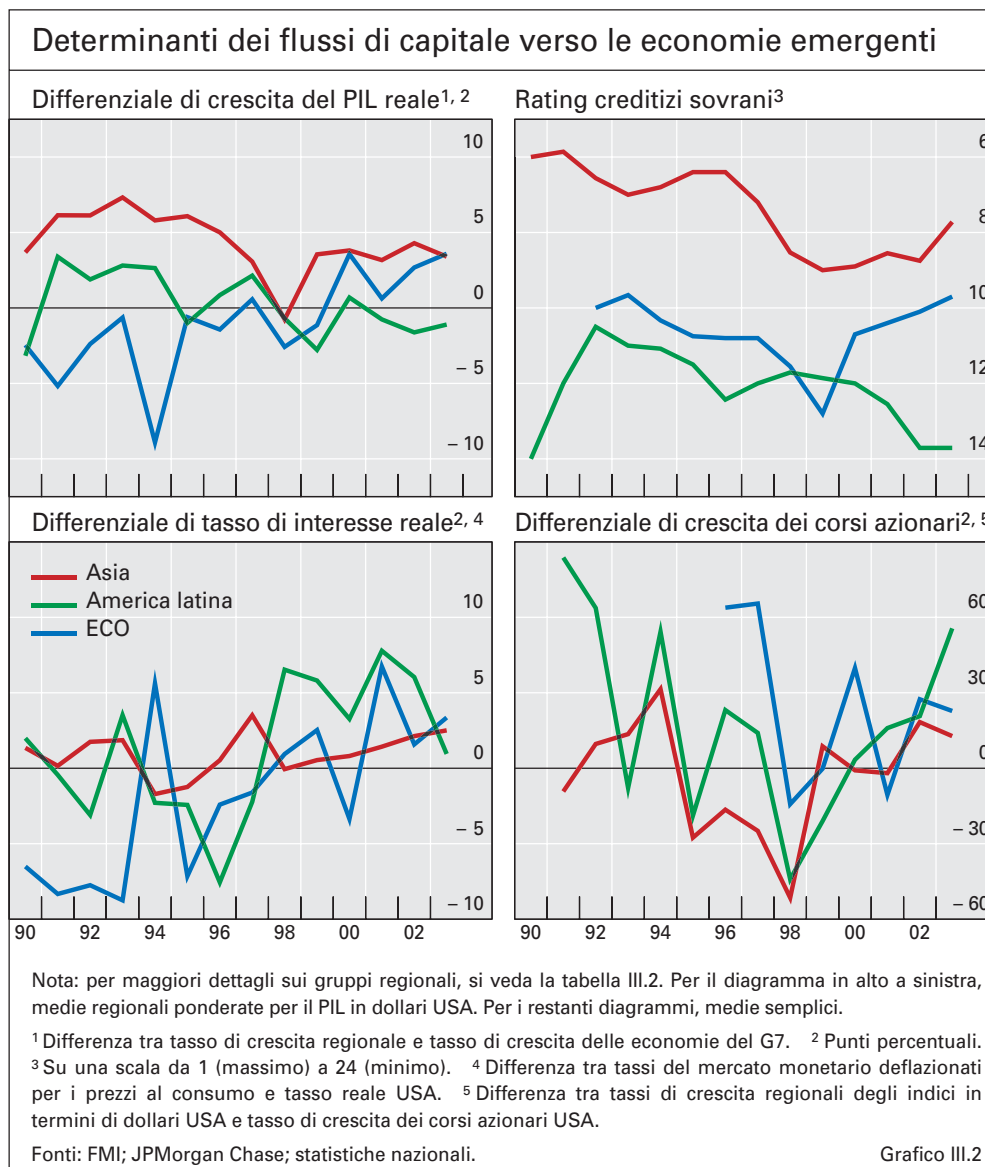 Determinanti dei flussi di capitale verso le economie emergenti
Differenziale di crescita del PIL reale1, 2
10
5
0
– 5
– 10
Rating creditizi sovrani3
6
8
10
12
14
Differenziale di tasso di interesse reale2, 4
Asia
America latina
ECO
10
5
0
– 5
– 10
90 92 94 96 98 00 02
Differenziale di crescita dei corsi azionari2, 5
60
30
0
– 30
– 60
90 92 94 96 98 00 02
Nota: per maggiori dettagli sui gruppi regionali, si veda la tabella III.2. Per il diagramma in alto a sinistra,
medie regionali ponderate per il PIL in dollari USA. Per i restanti diagrammi, medie semplici.
1 Differenza tra tasso di crescita regionale e tasso di crescita delle economie del G7. 2 Punti percentuali.
3 Su una scala da 1 (massimo) a 24 (minimo). 4 Differenza tra tassi del mercato monetario deflazionati
per i prezzi al consumo e tasso reale USA. 5 Differenza tra tassi di crescita regionali degli indici in
termini di dollari USA e tasso di crescita dei corsi azionari USA.
Fonti: FMI; JPMorgan Chase; statistiche nazionali. Grafico III.2